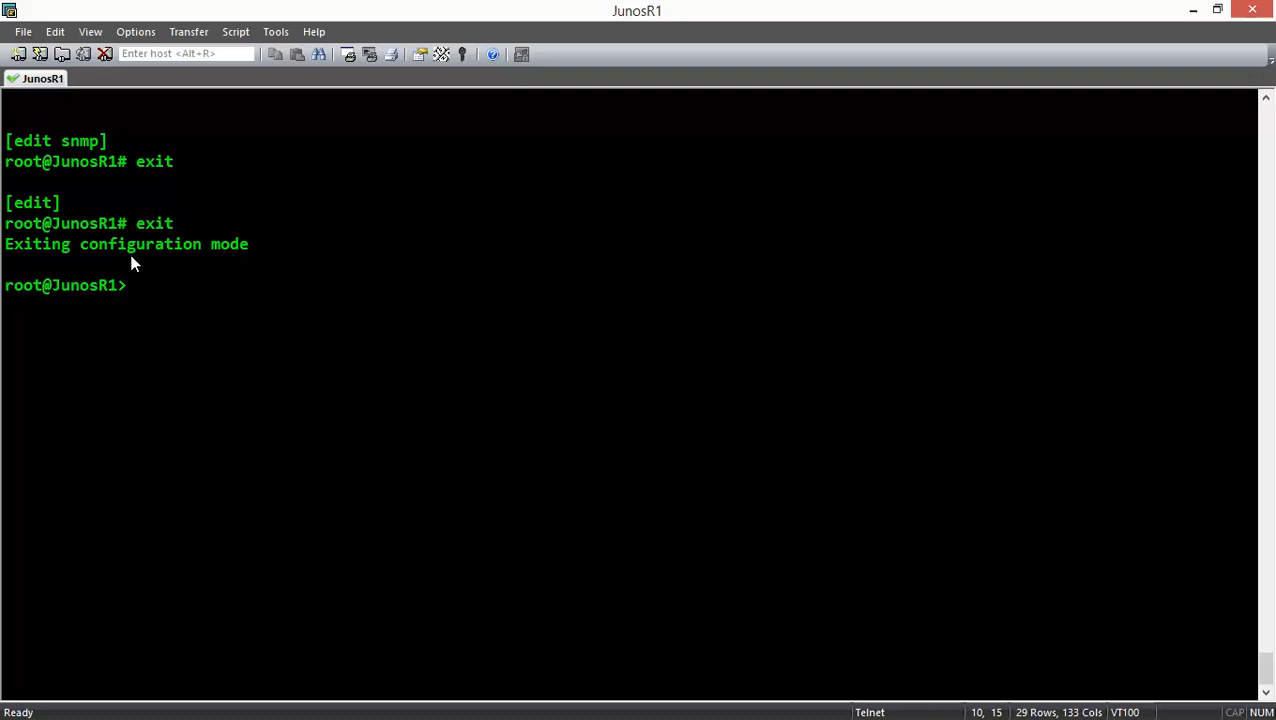 JunosR1
File Edit View Options Transfer Script Tools Help
Enter host <Alt+R>
JunosR1
[edit snmp]
root@JunosR1# exit
[edit]
root@JunosR1# exit
Exiting configuration mode
root@JunosR1>
Ready Telnet 10, 15 29 Rows, 133 Cols VT100 CAP NUM